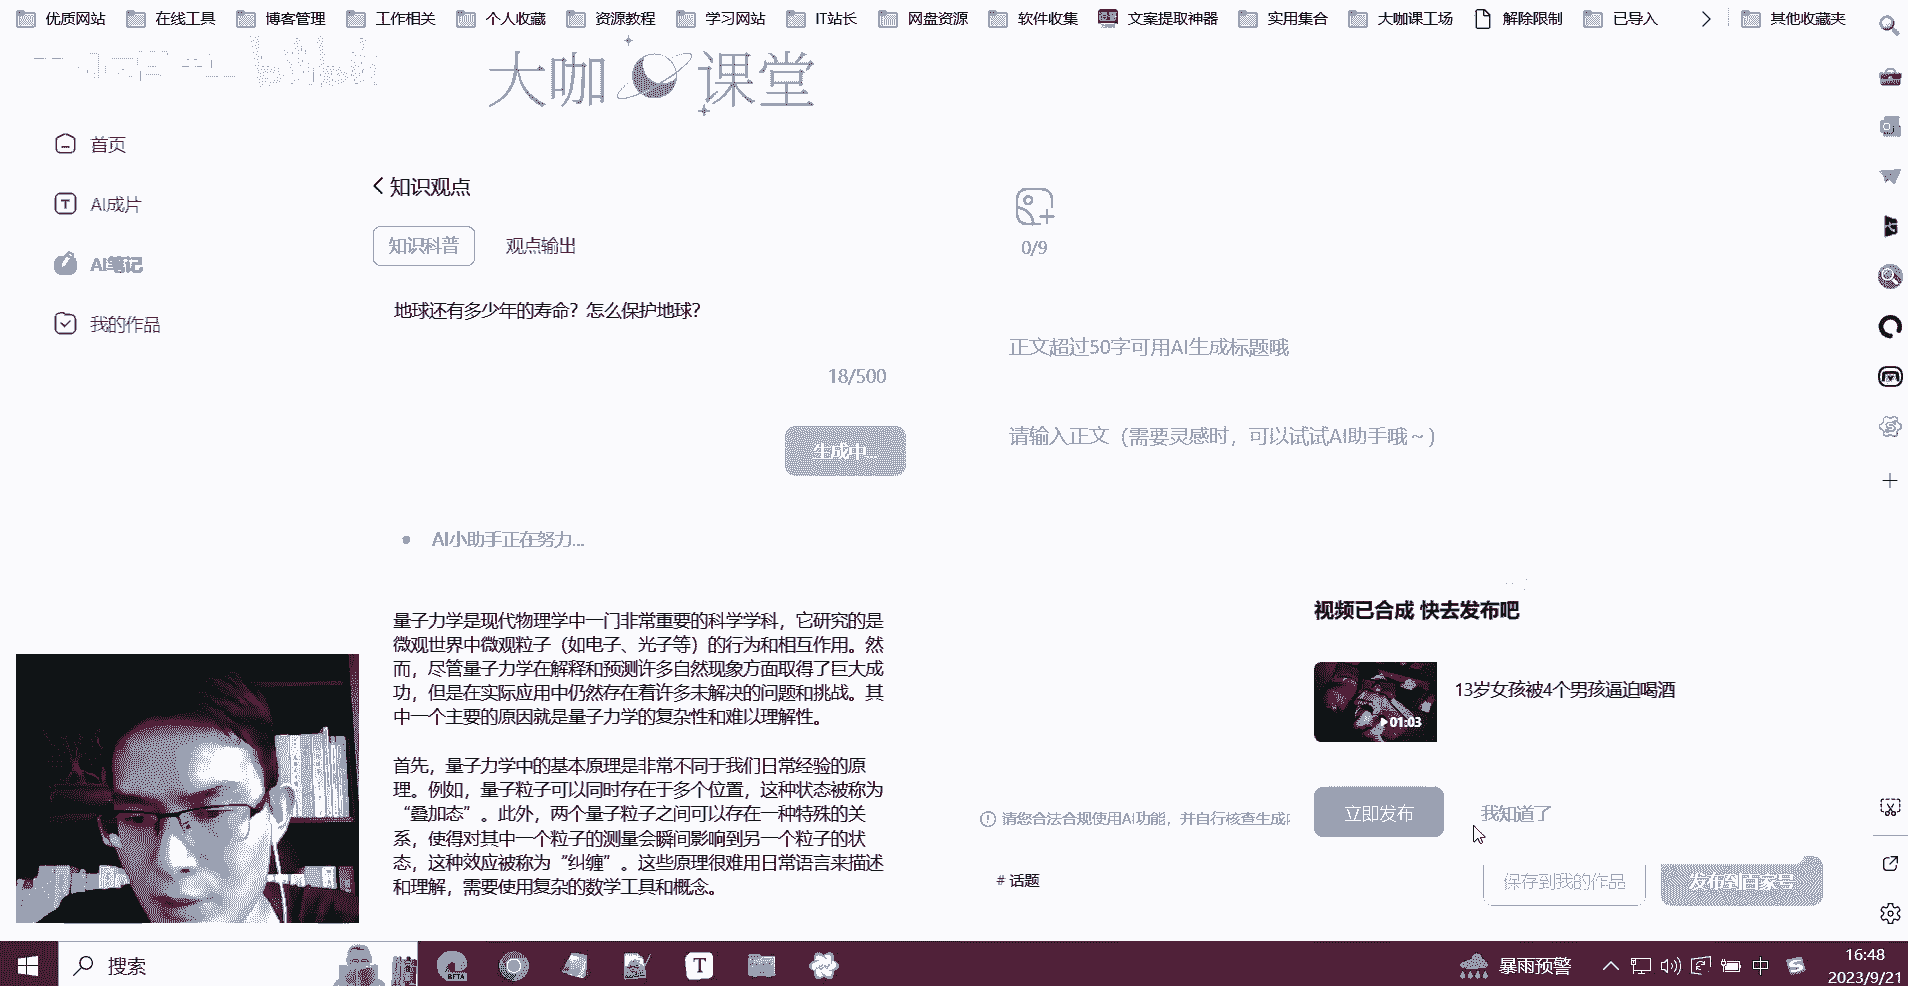 优质网站 在线工具 博客管理 工作相关 个人收藏 资源教程 学习网站 IT站长 网盘资源 软件收集 文案提取神器 实用集合 大咖课工场 解除限制 已导入 其他收藏夹
大咖课堂
首页
AI成片
AI笔记
我的作品
知识观点
知识科普 观点输出
地球还有多少年的寿命？怎么保护地球？
18/500
生成中...
AI小助手正在努力...
量子力学是现代物理学中一门非常重要的科学学科，它研究的是
微观世界中微观粒子（如电子、光子等）的行为和相互作用。然
而，尽管量子力学在解释和预测许多自然现象方面取得了巨大成
功，但是在实际应用中仍然存在着许多未解决的问题和挑战。其
中一个主要的原因就是量子力学的复杂性和难以理解性。
首先，量子力学中的基本原理是非常不同于我们日常经验的原
理。例如，量子粒子可以同时存在于多个位置，这种状态被称为
“叠加态”。此外，两个量子粒子之间可以存在一种特殊的关
系，使得对其中一个粒子的测量会瞬间影响到另一个粒子的状
态，这种效应被称为“纠缠”。这些原理很难用日常语言来描述
和理解，需要使用复杂的数学工具和概念。
0/9
正文超过50字可用AI生成标题哦
请输入正文（需要灵感时，可以试试AI助手哦～）
请您合法合规使用AI功能，并自行核查生成
# 话题
视频已合成 快去发布吧
01:03
13岁女孩被4个男孩逼迫喝酒
立即发布 我知道了
保存到我的作品 发布到百家号
搜索
BETA
T
暴雨预警
中
16:48
2023/9/21